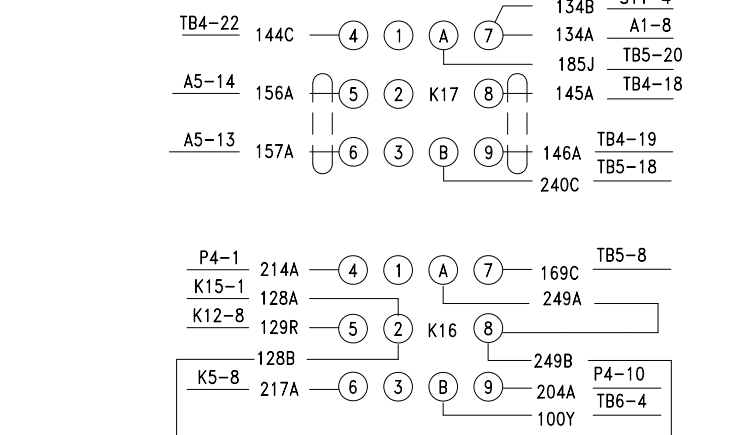 134B
TB4-22 144C 4 1 A 7 134A A1-8
185J TB5-20
A5-14 156A 5 2 K17 8 145A TB4-18
A5-13 157A 6 3 B 9 146A TB4-19
240C TB5-18
P4-1 214A 4 1 A 7 169C TB5-8
K15-1 128A 249A
K12-8 129R 5 2 K16 8
128B 249B
K5-8 217A 6 3 B 9 204A P4-10
100Y TB6-4